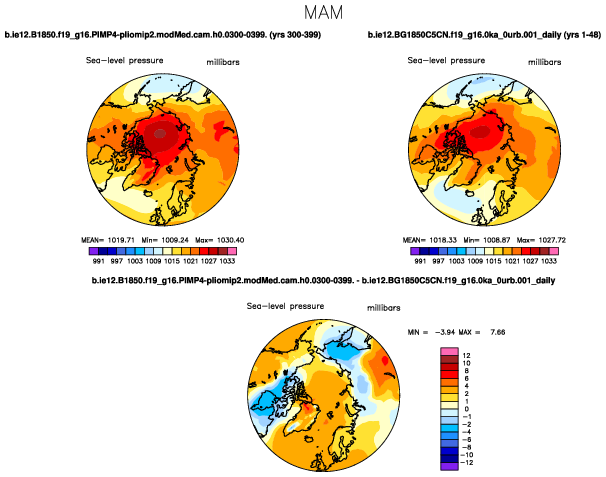 MAM
b.ie12.B1850.f19_g16.PIMP4-pliomip2.modMed.cam.h0.0300-0399. (yrs 300-399)
b.ie12.BG1850C5CN.f19_g16.0ka_0urb.001_daily (yrs 1-48)
Sea-level pressure millibars
Sea-level pressure millibars
MEAN= 1019.71 Min= 1009.24 Max= 1030.40
MEAN= 1018.33 Min= 1008.87 Max= 1027.72
991 997 1003 1009 1015 1021 1027 1033
991 997 1003 1009 1015 1021 1027 1033
b.ie12.B1850.f19_g16.PIMP4-pliomip2.modMed.cam.h0.0300-0399. - b.ie12.BG1850C5CN.f19_g16.0ka_0urb.001_daily
Sea-level pressure millibars
MIN = -3.94 MAX = 7.66
12
10
8
6
4
2
1
0
-1
-2
-4
-6
-8
-10
-12